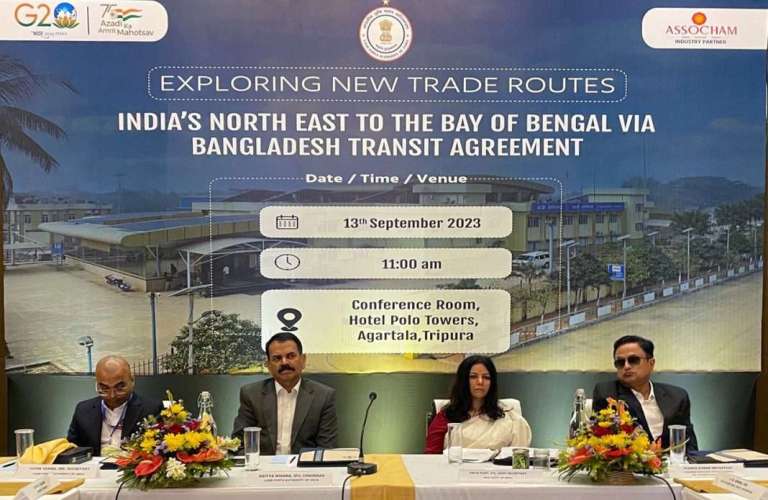 G20
75
Azadi Ka
Amrit Mahotsav
ASSOCHAM
INDUSTRY PARTNER
EXPLORING NEW TRADE ROUTES
INDIA'S NORTH EAST TO THE BAY OF BENGAL VIA
BANGLADESH TRANSIT AGREEMENT
Date / Time / Venue
13th September 2023
11:00 am
Conference Room,
Hotel Polo Towers,
Agartala,Tripura